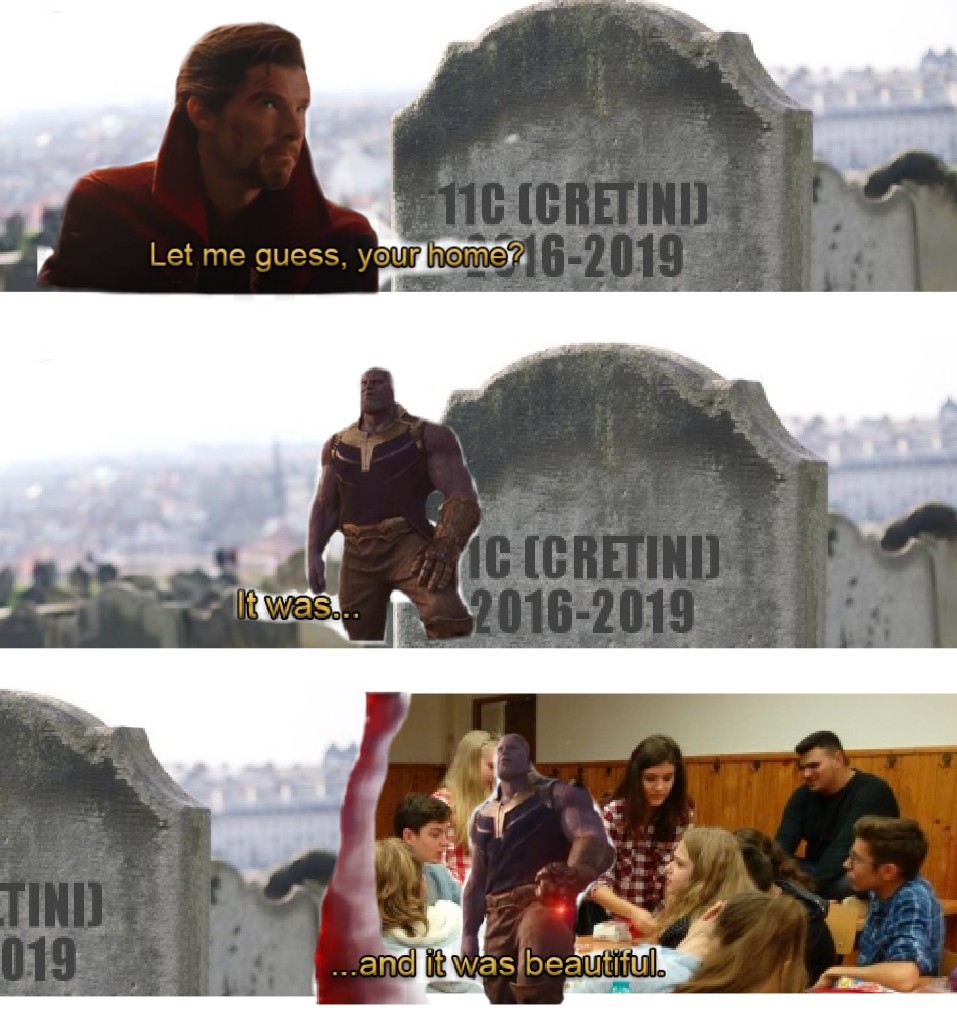 11C (CRETINI)
2016-2019
Let me guess, your home?
1C (CRETINI)
2016-2019
It was...
TINI)
019
...and it was beautiful.